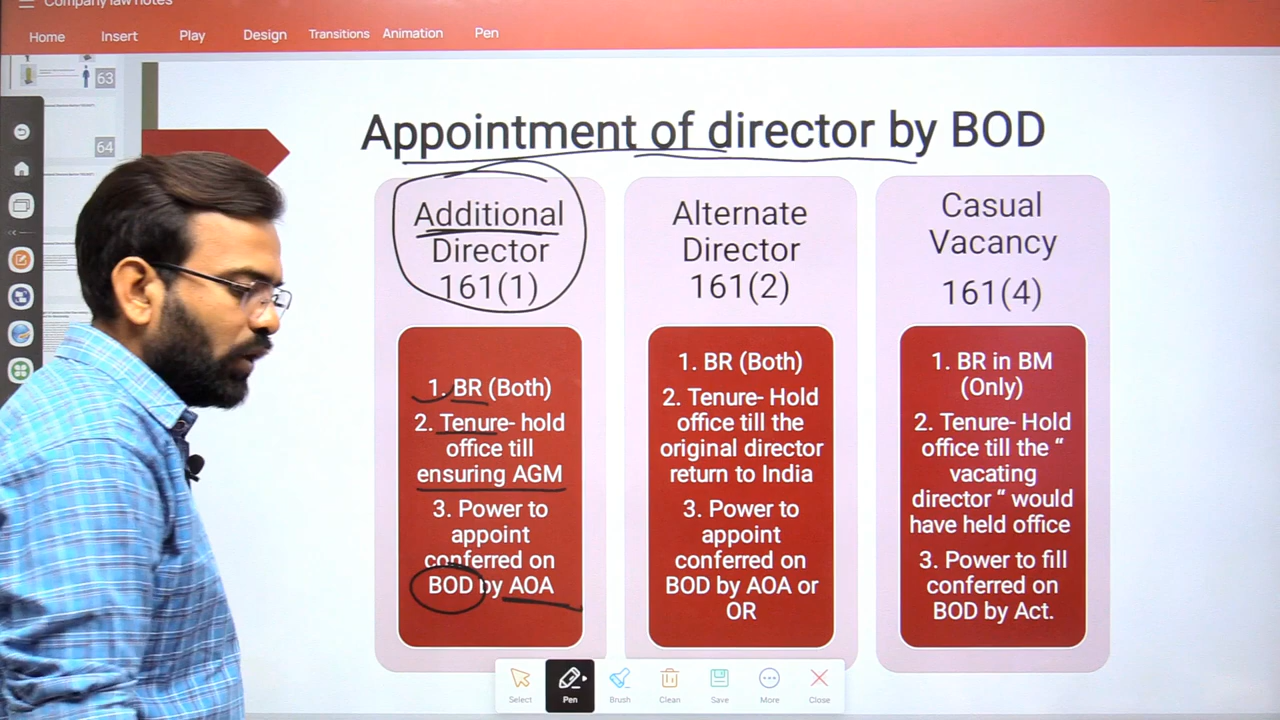 Company law notes
Home Insert Play Design Transitions Animation Pen
63
64
Appointment of director by BOD
Additional
Director
161(1)
1. BR (Both)
2. Tenure- hold
office till
ensuring AGM
3. Power to
appoint
conferred on
BOD by AOA
Alternate
Director
161(2)
1. BR (Both)
2. Tenure- Hold
office till the
original director
return to India
3. Power to
appoint
conferred on
BOD by AOA or
OR
Casual
Vacancy
161(4)
1. BR in BM
(Only)
2. Tenure- Hold
office till the “
vacating
director “ would
have held office
3. Power to fill
conferred on
BOD by Act.
Select Pen Brush Clean Save More Close